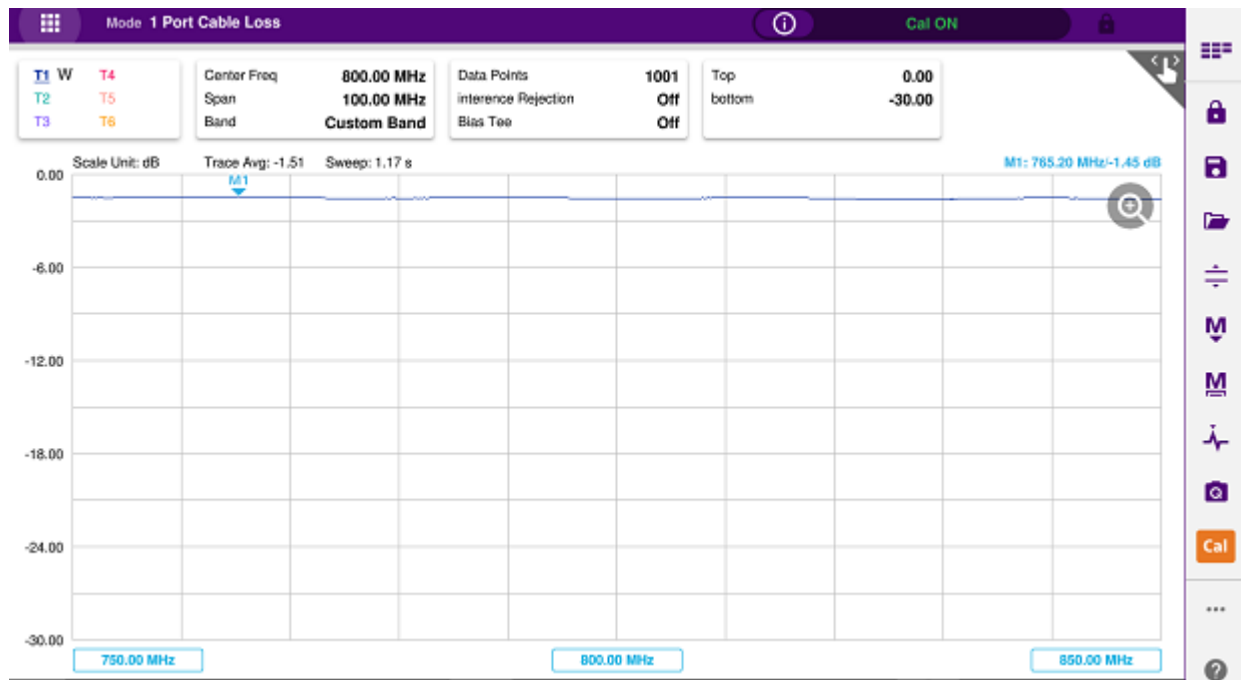 Mode 1 Port Cable Loss
Cal ON
T1 W T4
T2 T5
T3 T6
Center Freq 800.00 MHz
Span 100.00 MHz
Band Custom Band
Data Points 1001
interence Rejection Off
Bias Tee Off
Top 0.00
bottom -30.00
Scale Unit: dB Trace Avg: -1.51 Sweep: 1.17 s M1: 765.20 MHz/-1.45 dB
0.00
M1
-6.00
-12.00
-18.00
-24.00
-30.00
750.00 MHz 800.00 MHz 850.00 MHz
M
M
Cal